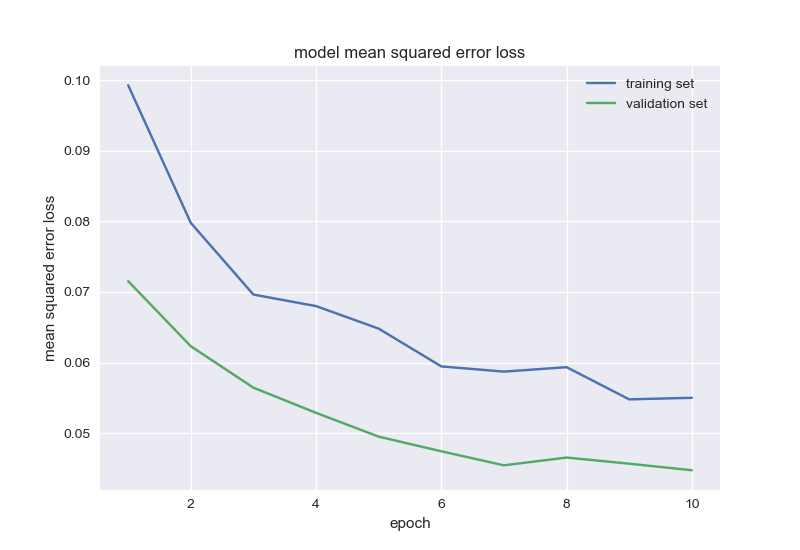 model mean squared error loss
training set
validation set
0.10
0.09
0.08
0.07
0.06
0.05
mean squared error loss
2 4 6 8 10
epoch